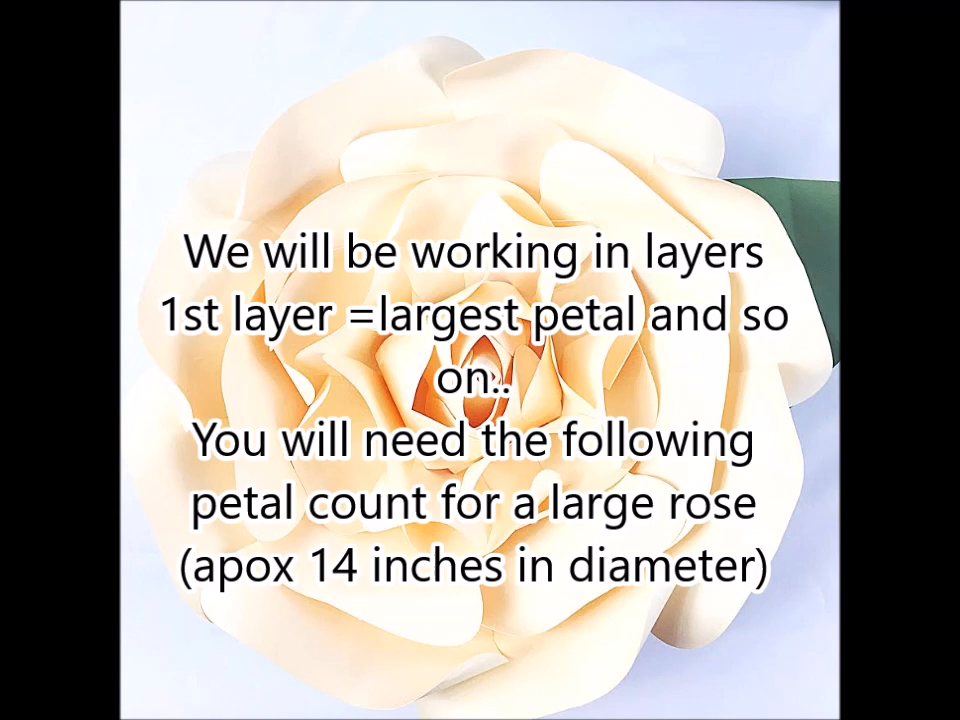 We will be working in layers
1st layer =largest petal and so
on..
You will need the following
petal count for a large rose
(apox 14 inches in diameter)